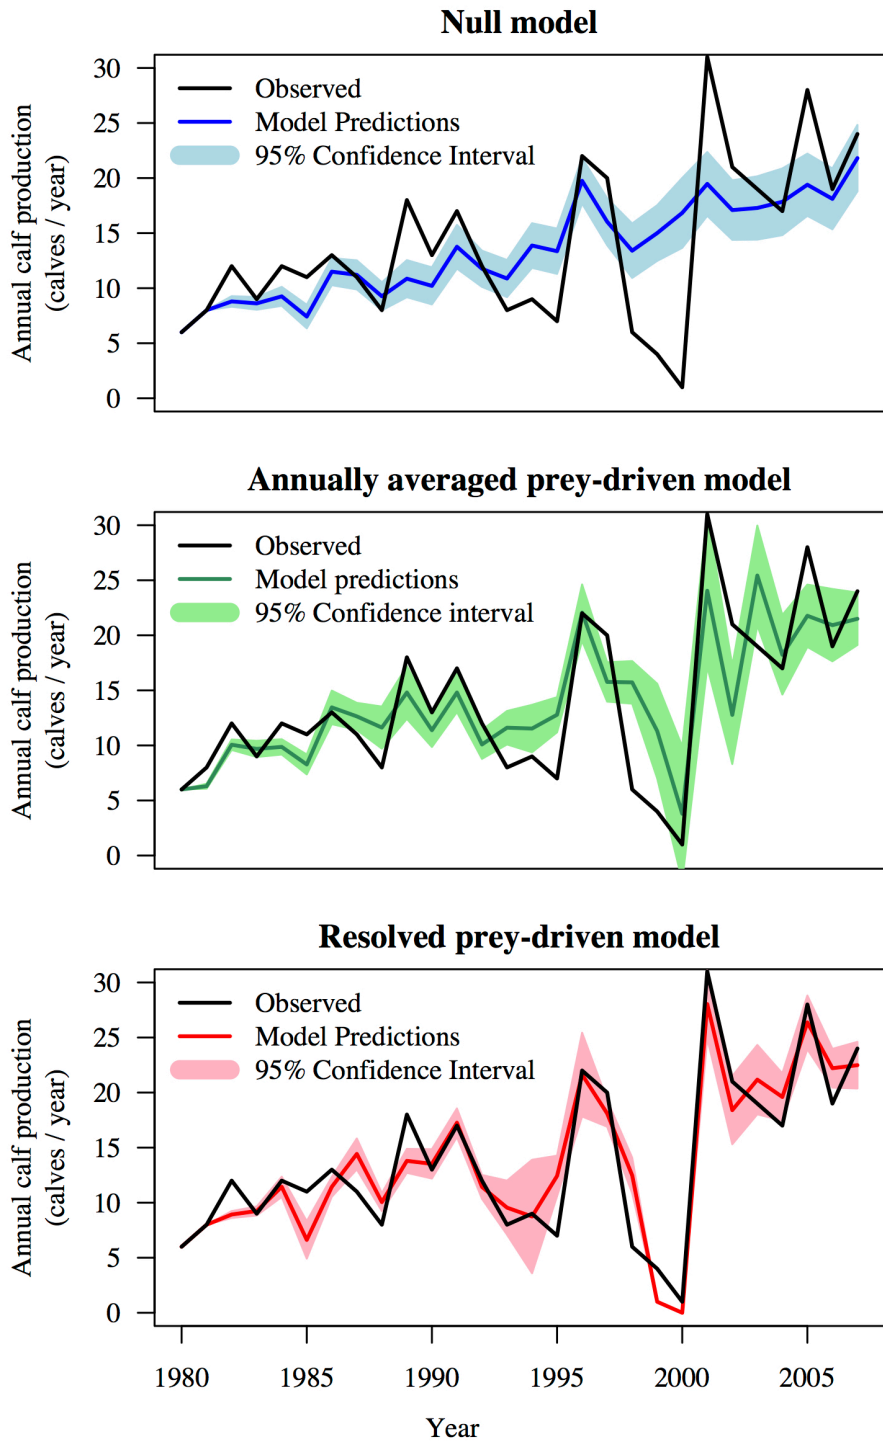 Null model
Annual calf production
(calves / year)
30
25
20
15
10
5
0
Observed
Model Predictions
95% Confidence Interval
Annually averaged prey-driven model
Annual calf production
(calves / year)
30
25
20
15
10
5
0
Observed
Model predictions
95% Confidence interval
Resolved prey-driven model
Annual calf production
(calves / year)
30
25
20
15
10
5
0
Observed
Model Predictions
95% Confidence Interval
1980 1985 1990 1995 2000 2005
Year